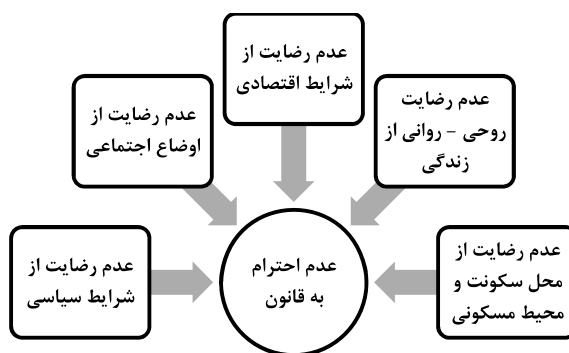 عدم رضایت از
شرایط اقتصادی
عدم رضایت
روحی - روانی از
زندگی
عدم رضایت از
اوضاع اجتماعی
عدم رضایت از
محل سکونت و
محیط مسکونی
عدم احترام
به قانون
عدم رضایت از
شرایط سیاسی